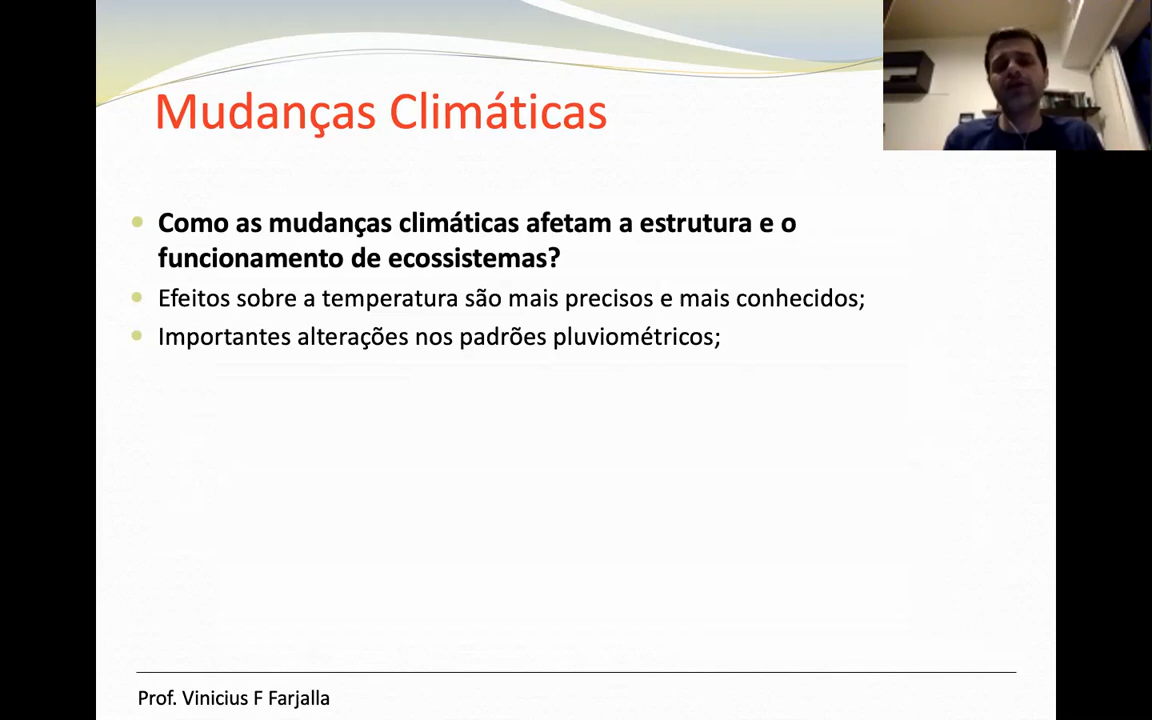 Mudanças Climáticas
Como as mudanças climáticas afetam a estrutura e o
funcionamento de ecossistemas?
Efeitos sobre a temperatura são mais precisos e mais conhecidos;
Importantes alterações nos padrões pluviométricos;
Prof. Vinicius F Farjalla